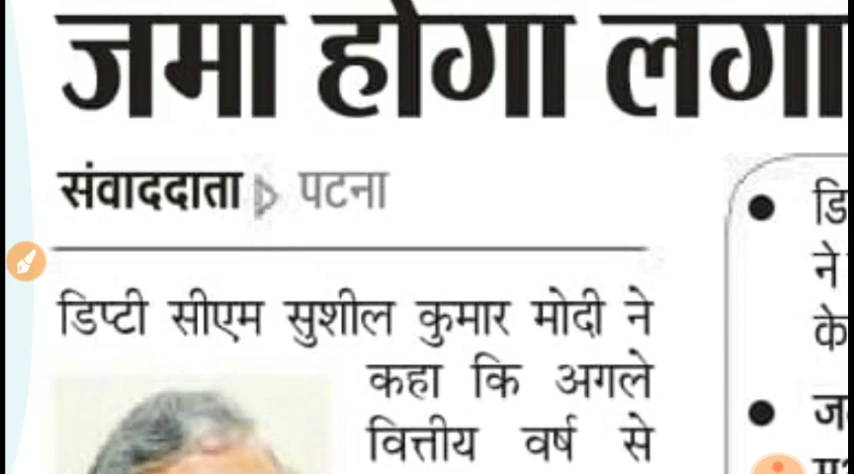 जमा होगा लगा
संवाददाता ▷ पटना
डिप्टी सीएम सुशील कुमार मोदी ने
कहा कि अगले
वित्तीय वर्ष से
• डि
ने
के
•